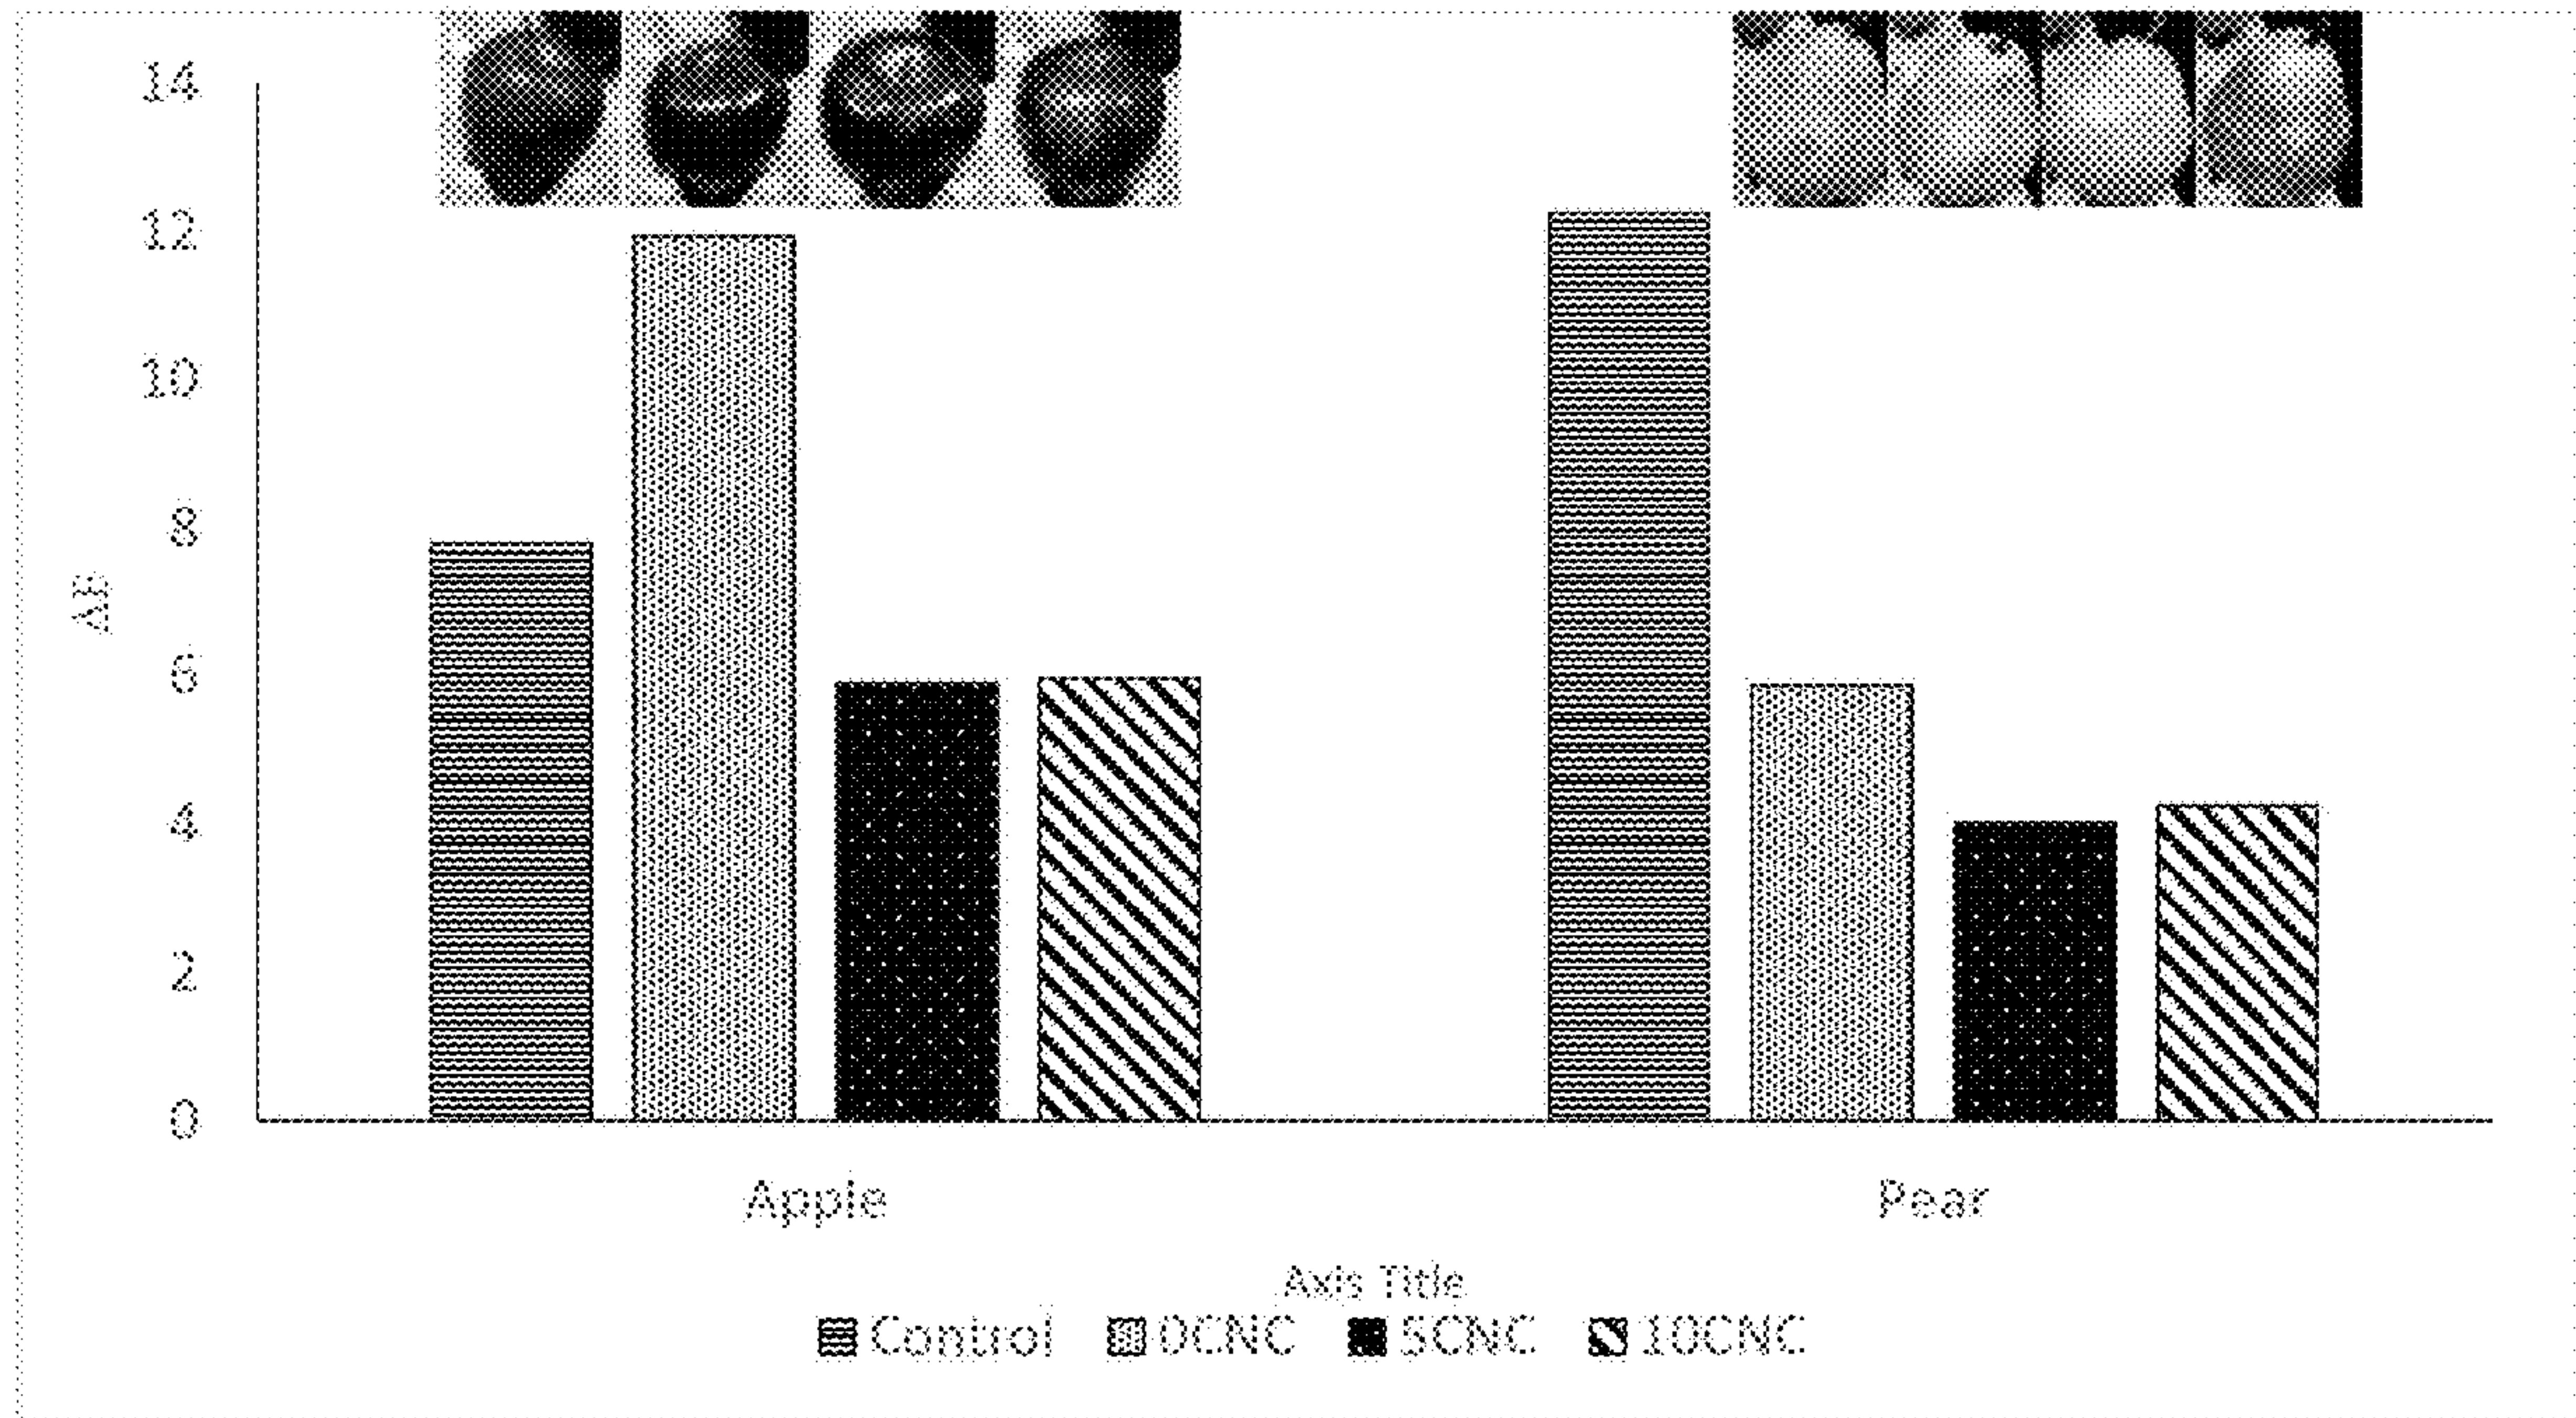 14
12
10
8
6
4
2
0
ΔE
Apple Pear
Axis Title
Control 0CNC 5CNC 10CNC